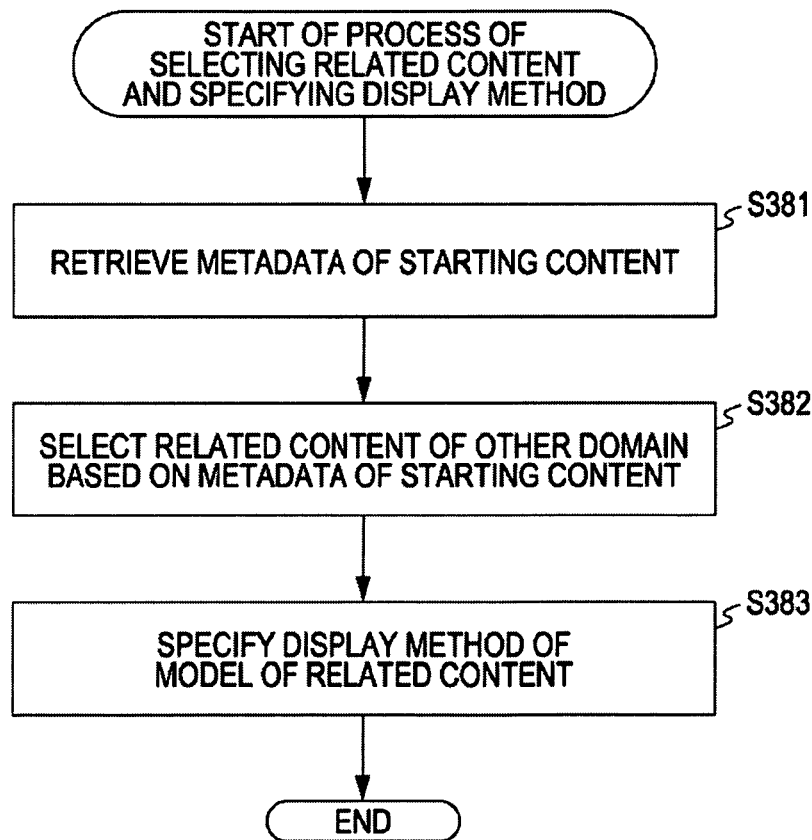 START OF PROCESS OF
SELECTING RELATED CONTENT
AND SPECIFYING DISPLAY METHOD
S381
RETRIEVE METADATA OF STARTING CONTENT
S382
SELECT RELATED CONTENT OF OTHER DOMAIN
BASED ON METADATA OF STARTING CONTENT
S383
SPECIFY DISPLAY METHOD OF
MODEL OF RELATED CONTENT
END